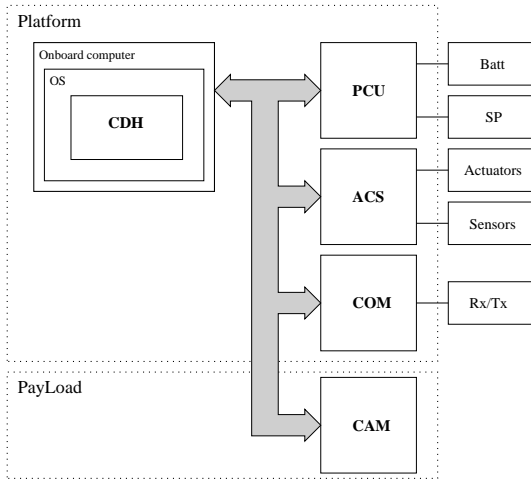 Platform
Onboard computer
OS
CDH
PCU
Batt
SP
ACS
Actuators
Sensors
COM
Rx/Tx
PayLoad
CAM